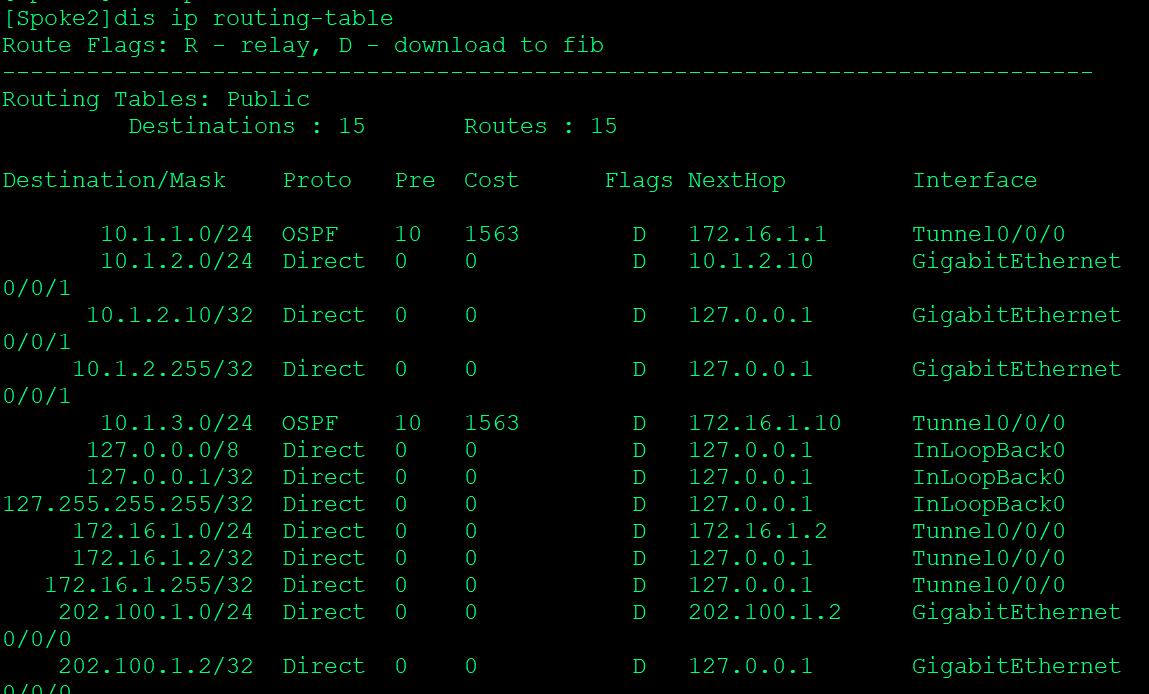 [Spoke2]dis ip routing-table
Route Flags: R - relay, D - download to fib
------------------------------------------------------------------------------
Routing Tables: Public
         Destinations : 15       Routes : 15
Destination/Mask    Proto   Pre  Cost      Flags NextHop         Interface
       10.1.1.0/24  OSPF    10   1563        D   172.16.1.1      Tunnel0/0/0
       10.1.2.0/24  Direct  0    0           D   10.1.2.10       GigabitEthernet
0/0/1
      10.1.2.10/32  Direct  0    0           D   127.0.0.1       GigabitEthernet
0/0/1
     10.1.2.255/32  Direct  0    0           D   127.0.0.1       GigabitEthernet
0/0/1
       10.1.3.0/24  OSPF    10   1563        D   172.16.1.10     Tunnel0/0/0
      127.0.0.0/8   Direct  0    0           D   127.0.0.1       InLoopBack0
      127.0.0.1/32  Direct  0    0           D   127.0.0.1       InLoopBack0
127.255.255.255/32  Direct  0    0           D   127.0.0.1       InLoopBack0
     172.16.1.0/24  Direct  0    0           D   172.16.1.2      Tunnel0/0/0
     172.16.1.2/32  Direct  0    0           D   127.0.0.1       Tunnel0/0/0
   172.16.1.255/32  Direct  0    0           D   127.0.0.1       Tunnel0/0/0
    202.100.1.0/24  Direct  0    0           D   202.100.1.2     GigabitEthernet
0/0/0
    202.100.1.2/32  Direct  0    0           D   127.0.0.1       GigabitEthernet
0/0/0